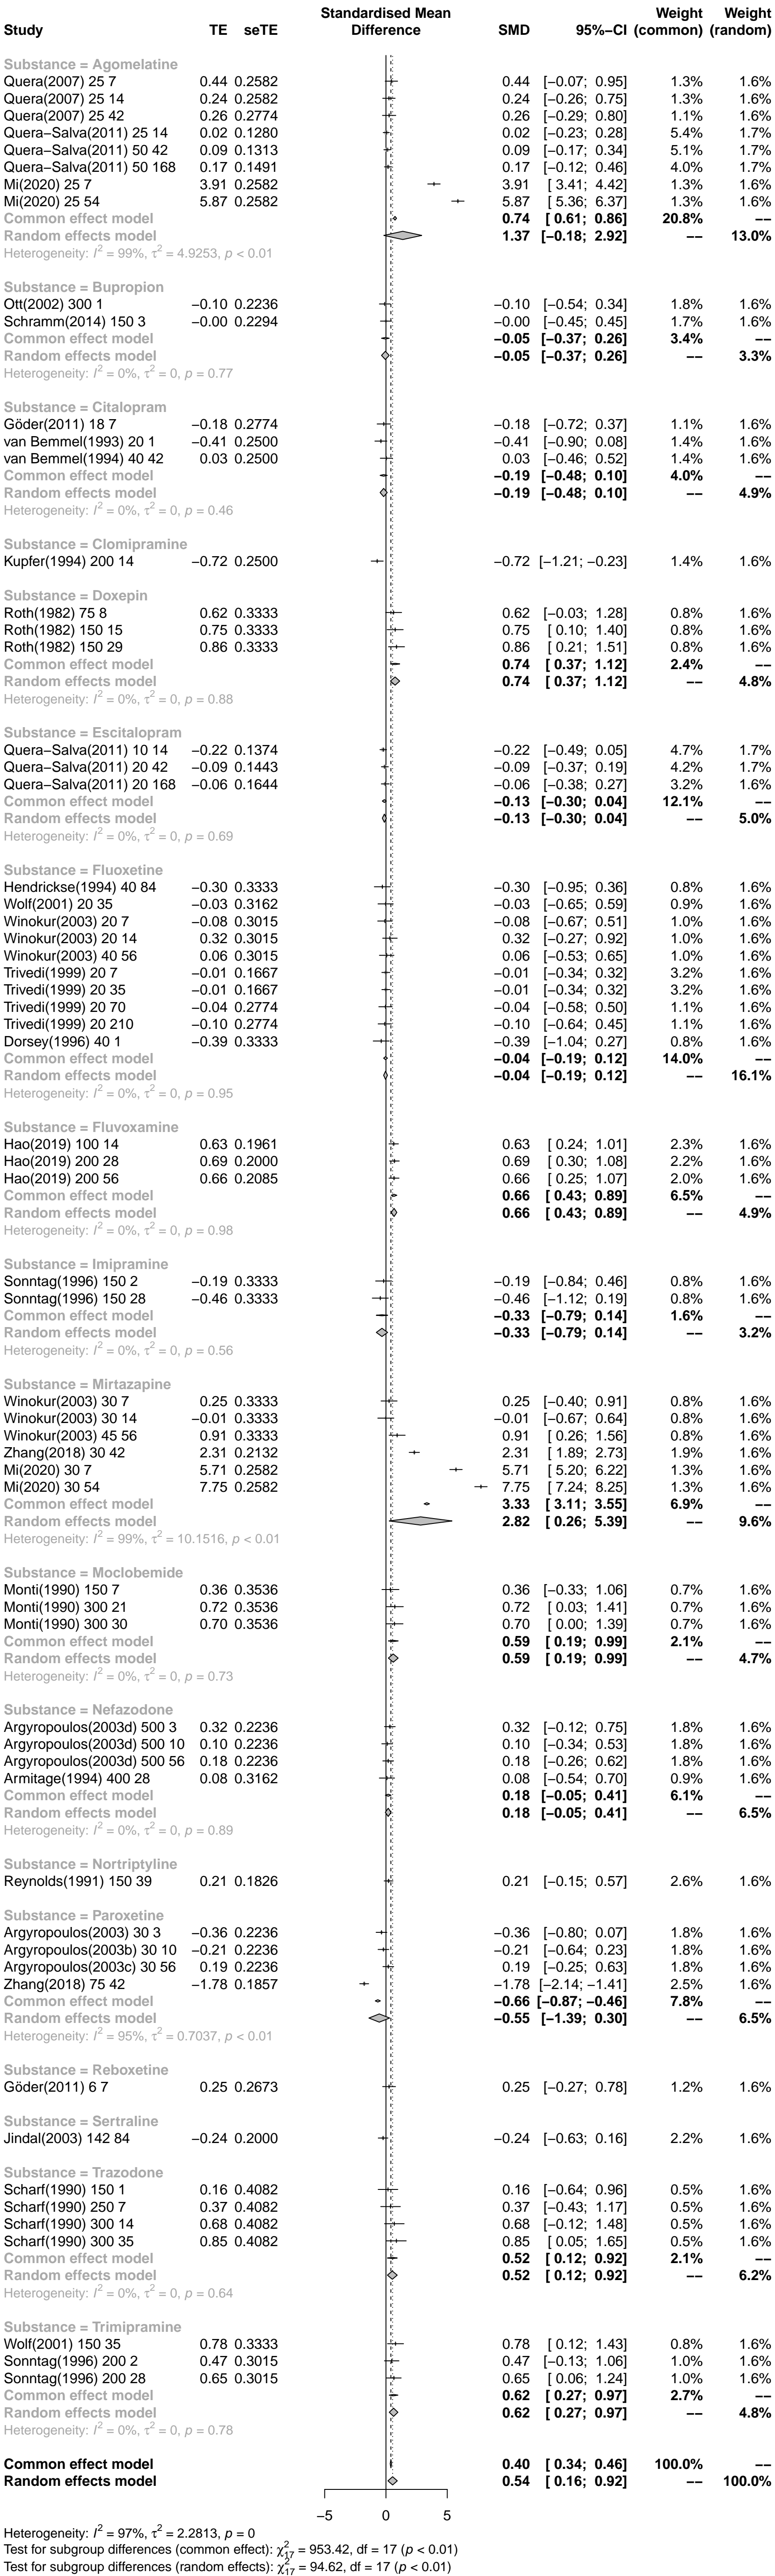 Standardised Mean Weight Weight
Study TE seTE Difference SMD 95%−CI (common) (random)
Substance = Agomelatine
Quera(2007) 25 7 0.44 0.2582 0.44 [−0.07; 0.95] 1.3% 1.6%
Quera(2007) 25 14 0.24 0.2582 0.24 [−0.26; 0.75] 1.3% 1.6%
Quera(2007) 25 42 0.26 0.2774 0.26 [−0.29; 0.80] 1.1% 1.6%
Quera−Salva(2011) 25 14 0.02 0.1280 0.02 [−0.23; 0.28] 5.4% 1.7%
Quera−Salva(2011) 50 42 0.09 0.1313 0.09 [−0.17; 0.34] 5.1% 1.7%
Quera−Salva(2011) 50 168 0.17 0.1491 0.17 [−0.12; 0.46] 4.0% 1.7%
Mi(2020) 25 7 3.91 0.2582 3.91 [ 3.41; 4.42] 1.3% 1.6%
Mi(2020) 25 54 5.87 0.2582 5.87 [ 5.36; 6.37] 1.3% 1.6%
Common effect model 0.74 [ 0.61; 0.86] 20.8% −−
Random effects model 1.37 [−0.18; 2.92] −− 13.0%
Heterogeneity: I² = 99%, τ² = 4.9253, p < 0.01
Substance = Bupropion
Ott(2002) 300 1 −0.10 0.2236 −0.10 [−0.54; 0.34] 1.8% 1.6%
Schramm(2014) 150 3 −0.00 0.2294 −0.00 [−0.45; 0.45] 1.7% 1.6%
Common effect model −0.05 [−0.37; 0.26] 3.4% −−
Random effects model −0.05 [−0.37; 0.26] −− 3.3%
Heterogeneity: I² = 0%, τ² = 0, p = 0.77
Substance = Citalopram
Göder(2011) 18 7 −0.18 0.2774 −0.18 [−0.72; 0.37] 1.1% 1.6%
van Bemmel(1993) 20 1 −0.41 0.2500 −0.41 [−0.90; 0.08] 1.4% 1.6%
van Bemmel(1994) 40 42 0.03 0.2500 0.03 [−0.46; 0.52] 1.4% 1.6%
Common effect model −0.19 [−0.48; 0.10] 4.0% −−
Random effects model −0.19 [−0.48; 0.10] −− 4.9%
Heterogeneity: I² = 0%, τ² = 0, p = 0.46
Substance = Clomipramine
Kupfer(1994) 200 14 −0.72 0.2500 −0.72 [−1.21; −0.23] 1.4% 1.6%
Substance = Doxepin
Roth(1982) 75 8 0.62 0.3333 0.62 [−0.03; 1.28] 0.8% 1.6%
Roth(1982) 150 15 0.75 0.3333 0.75 [ 0.10; 1.40] 0.8% 1.6%
Roth(1982) 150 29 0.86 0.3333 0.86 [ 0.21; 1.51] 0.8% 1.6%
Common effect model 0.74 [ 0.37; 1.12] 2.4% −−
Random effects model 0.74 [ 0.37; 1.12] −− 4.8%
Heterogeneity: I² = 0%, τ² = 0, p = 0.88
Substance = Escitalopram
Quera−Salva(2011) 10 14 −0.22 0.1374 −0.22 [−0.49; 0.05] 4.7% 1.7%
Quera−Salva(2011) 20 42 −0.09 0.1443 −0.09 [−0.37; 0.19] 4.2% 1.7%
Quera−Salva(2011) 20 168 −0.06 0.1644 −0.06 [−0.38; 0.27] 3.2% 1.6%
Common effect model −0.13 [−0.30; 0.04] 12.1% −−
Random effects model −0.13 [−0.30; 0.04] −− 5.0%
Heterogeneity: I² = 0%, τ² = 0, p = 0.69
Substance = Fluoxetine
Hendrickse(1994) 40 84 −0.30 0.3333 −0.30 [−0.95; 0.36] 0.8% 1.6%
Wolf(2001) 20 35 −0.03 0.3162 −0.03 [−0.65; 0.59] 0.9% 1.6%
Winokur(2003) 20 7 −0.08 0.3015 −0.08 [−0.67; 0.51] 1.0% 1.6%
Winokur(2003) 20 14 0.32 0.3015 0.32 [−0.27; 0.92] 1.0% 1.6%
Winokur(2003) 40 56 0.06 0.3015 0.06 [−0.53; 0.65] 1.0% 1.6%
Trivedi(1999) 20 7 −0.01 0.1667 −0.01 [−0.34; 0.32] 3.2% 1.6%
Trivedi(1999) 20 35 −0.01 0.1667 −0.01 [−0.34; 0.32] 3.2% 1.6%
Trivedi(1999) 20 70 −0.04 0.2774 −0.04 [−0.58; 0.50] 1.1% 1.6%
Trivedi(1999) 20 210 −0.10 0.2774 −0.10 [−0.64; 0.45] 1.1% 1.6%
Dorsey(1996) 40 1 −0.39 0.3333 −0.39 [−1.04; 0.27] 0.8% 1.6%
Common effect model −0.04 [−0.19; 0.12] 14.0% −−
Random effects model −0.04 [−0.19; 0.12] −− 16.1%
Heterogeneity: I² = 0%, τ² = 0, p = 0.95
Substance = Fluvoxamine
Hao(2019) 100 14 0.63 0.1961 0.63 [ 0.24; 1.01] 2.3% 1.6%
Hao(2019) 200 28 0.69 0.2000 0.69 [ 0.30; 1.08] 2.2% 1.6%
Hao(2019) 200 56 0.66 0.2085 0.66 [ 0.25; 1.07] 2.0% 1.6%
Common effect model 0.66 [ 0.43; 0.89] 6.5% −−
Random effects model 0.66 [ 0.43; 0.89] −− 4.9%
Heterogeneity: I² = 0%, τ² = 0, p = 0.98
Substance = Imipramine
Sonntag(1996) 150 2 −0.19 0.3333 −0.19 [−0.84; 0.46] 0.8% 1.6%
Sonntag(1996) 150 28 −0.46 0.3333 −0.46 [−1.12; 0.19] 0.8% 1.6%
Common effect model −0.33 [−0.79; 0.14] 1.6% −−
Random effects model −0.33 [−0.79; 0.14] −− 3.2%
Heterogeneity: I² = 0%, τ² = 0, p = 0.56
Substance = Mirtazapine
Winokur(2003) 30 7 0.25 0.3333 0.25 [−0.40; 0.91] 0.8% 1.6%
Winokur(2003) 30 14 −0.01 0.3333 −0.01 [−0.67; 0.64] 0.8% 1.6%
Winokur(2003) 45 56 0.91 0.3333 0.91 [ 0.26; 1.56] 0.8% 1.6%
Zhang(2018) 30 42 2.31 0.2132 2.31 [ 1.89; 2.73] 1.9% 1.6%
Mi(2020) 30 7 5.71 0.2582 5.71 [ 5.20; 6.22] 1.3% 1.6%
Mi(2020) 30 54 7.75 0.2582 7.75 [ 7.24; 8.25] 1.3% 1.6%
Common effect model 3.33 [ 3.11; 3.55] 6.9% −−
Random effects model 2.82 [ 0.26; 5.39] −− 9.6%
Heterogeneity: I² = 99%, τ² = 10.1516, p < 0.01
Substance = Moclobemide
Monti(1990) 150 7 0.36 0.3536 0.36 [−0.33; 1.06] 0.7% 1.6%
Monti(1990) 300 21 0.72 0.3536 0.72 [ 0.03; 1.41] 0.7% 1.6%
Monti(1990) 300 30 0.70 0.3536 0.70 [ 0.00; 1.39] 0.7% 1.6%
Common effect model 0.59 [ 0.19; 0.99] 2.1% −−
Random effects model 0.59 [ 0.19; 0.99] −− 4.7%
Heterogeneity: I² = 0%, τ² = 0, p = 0.73
Substance = Nefazodone
Argyropoulos(2003d) 500 3 0.32 0.2236 0.32 [−0.12; 0.75] 1.8% 1.6%
Argyropoulos(2003d) 500 10 0.10 0.2236 0.10 [−0.34; 0.53] 1.8% 1.6%
Argyropoulos(2003d) 500 56 0.18 0.2236 0.18 [−0.26; 0.62] 1.8% 1.6%
Armitage(1994) 400 28 0.08 0.3162 0.08 [−0.54; 0.70] 0.9% 1.6%
Common effect model 0.18 [−0.05; 0.41] 6.1% −−
Random effects model 0.18 [−0.05; 0.41] −− 6.5%
Heterogeneity: I² = 0%, τ² = 0, p = 0.89
Substance = Nortriptyline
Reynolds(1991) 150 39 0.21 0.1826 0.21 [−0.15; 0.57] 2.6% 1.6%
Substance = Paroxetine
Argyropoulos(2003) 30 3 −0.36 0.2236 −0.36 [−0.80; 0.07] 1.8% 1.6%
Argyropoulos(2003b) 30 10 −0.21 0.2236 −0.21 [−0.64; 0.23] 1.8% 1.6%
Argyropoulos(2003c) 30 56 0.19 0.2236 0.19 [−0.25; 0.63] 1.8% 1.6%
Zhang(2018) 75 42 −1.78 0.1857 −1.78 [−2.14; −1.41] 2.5% 1.6%
Common effect model −0.66 [−0.87; −0.46] 7.8% −−
Random effects model −0.55 [−1.39; 0.30] −− 6.5%
Heterogeneity: I² = 95%, τ² = 0.7037, p < 0.01
Substance = Reboxetine
Göder(2011) 6 7 0.25 0.2673 0.25 [−0.27; 0.78] 1.2% 1.6%
Substance = Sertraline
Jindal(2003) 142 84 −0.24 0.2000 −0.24 [−0.63; 0.16] 2.2% 1.6%
Substance = Trazodone
Scharf(1990) 150 1 0.16 0.4082 0.16 [−0.64; 0.96] 0.5% 1.6%
Scharf(1990) 250 7 0.37 0.4082 0.37 [−0.43; 1.17] 0.5% 1.6%
Scharf(1990) 300 14 0.68 0.4082 0.68 [−0.12; 1.48] 0.5% 1.6%
Scharf(1990) 300 35 0.85 0.4082 0.85 [ 0.05; 1.65] 0.5% 1.6%
Common effect model 0.52 [ 0.12; 0.92] 2.1% −−
Random effects model 0.52 [ 0.12; 0.92] −− 6.2%
Heterogeneity: I² = 0%, τ² = 0, p = 0.64
Substance = Trimipramine
Wolf(2001) 150 35 0.78 0.3333 0.78 [ 0.12; 1.43] 0.8% 1.6%
Sonntag(1996) 200 2 0.47 0.3015 0.47 [−0.13; 1.06] 1.0% 1.6%
Sonntag(1996) 200 28 0.65 0.3015 0.65 [ 0.06; 1.24] 1.0% 1.6%
Common effect model 0.62 [ 0.27; 0.97] 2.7% −−
Random effects model 0.62 [ 0.27; 0.97] −− 4.8%
Heterogeneity: I² = 0%, τ² = 0, p = 0.78
Common effect model 0.40 [ 0.34; 0.46] 100.0% −−
Random effects model 0.54 [ 0.16; 0.92] −− 100.0%
−5 0 5
Heterogeneity: I² = 97%, τ² = 2.2813, p = 0
Test for subgroup differences (common effect): χ²₁₇ = 953.42, df = 17 (p < 0.01)
Test for subgroup differences (random effects): χ²₁₇ = 94.62, df = 17 (p < 0.01)